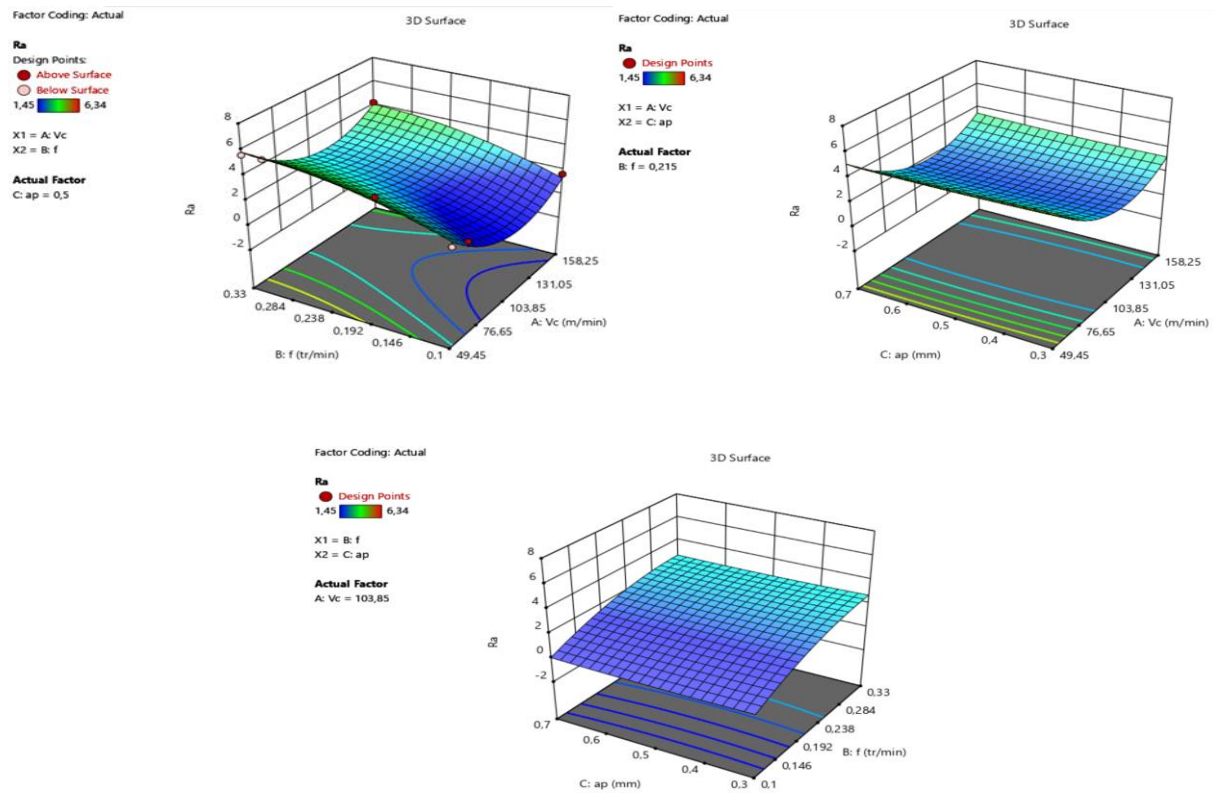 Factor Coding: Actual
3D Surface
Ra
Design Points:
Above Surface
Below Surface
1,45 6,34
X1 = A: Vc
X2 = B: f
Actual Factor
C: ap = 0,5
8
6
4
2
0
-2
Ra
0.33
0,284
0,238
0,192
0,146
0,1
B: f (tr/min)
49,45
76,65
103,85
131,05
158,25
A: Vc (m/min)
Factor Coding: Actual
3D Surface
Ra
Design Points
1,45 6,34
X1 = A: Vc
X2 = C: ap
Actual Factor
B: f = 0,215
8
6
4
2
0
-2
Ra
0,7
0,6
0,5
0,4
0,3
C: ap (mm)
49,45
76,65
103,85
131,05
158,25
A: Vc (m/min)
Factor Coding: Actual
3D Surface
Ra
Design Points
1,45 6,34
X1 = B: f
X2 = C: ap
Actual Factor
A: Vc = 103,85
8
6
4
2
0
-2
Ra
0,7
0,6
0,5
0,4
0,3
C: ap (mm)
0,1
0,146
0,192
0,238
0,284
0,33
B: f (tr/min)